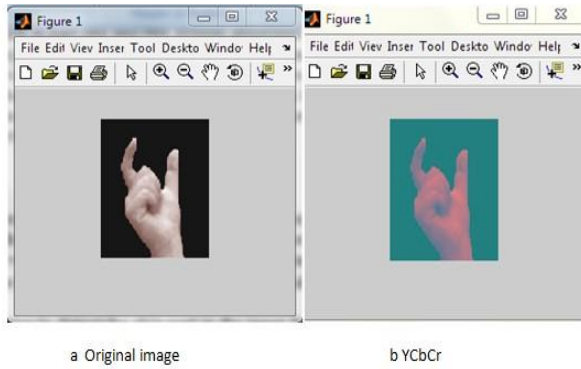 Figure 1
File Edit Viev Inser Tool Deskto Windo Help
Figure 1
File Edit Viev Inser Tool Deskto Windo Help
a Original image
b YCbCr